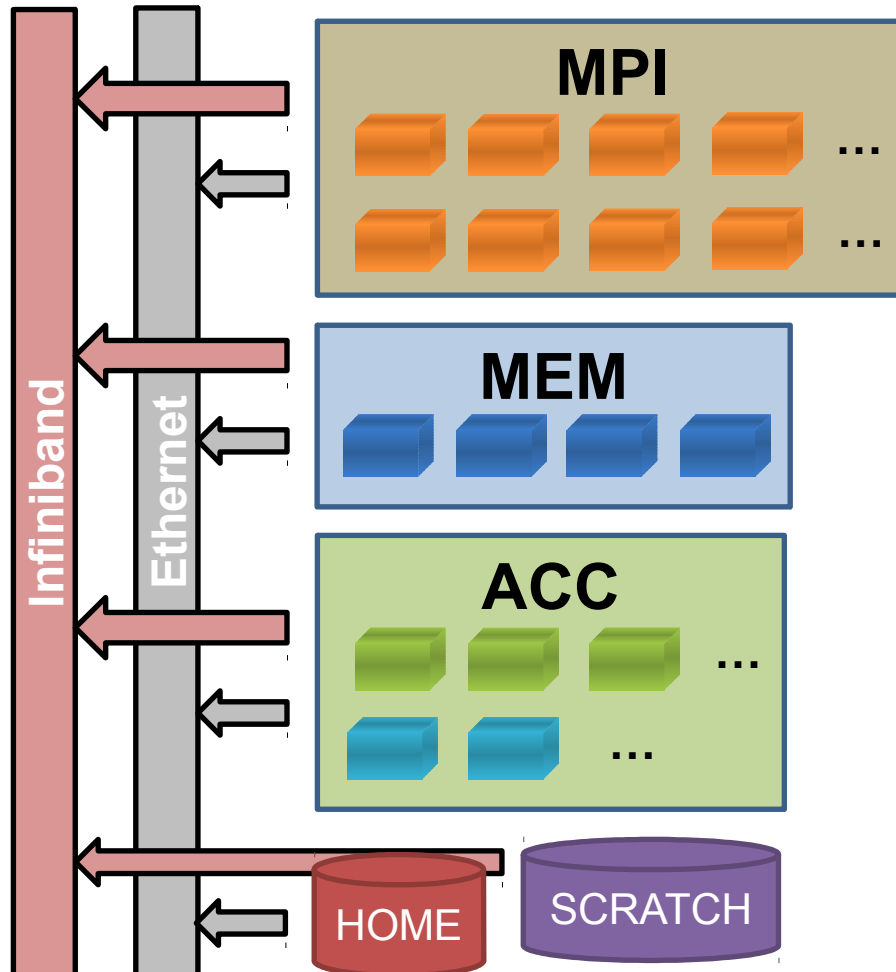 Infiniband
Ethernet
MPI
...
...
MEM
ACC
...
...
HOME
SCRATCH